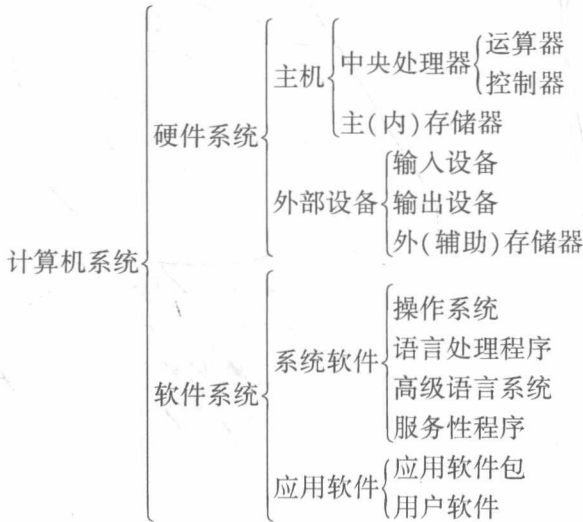 运算器
中央处理器
控制器
主机
主(内)存储器
硬件系统
输入设备
外部设备
输出设备
外(辅助)存储器
计算机系统
操作系统
语言处理程序
系统软件
高级语言系统
软件系统
服务性程序
应用软件包
应用软件
用户软件